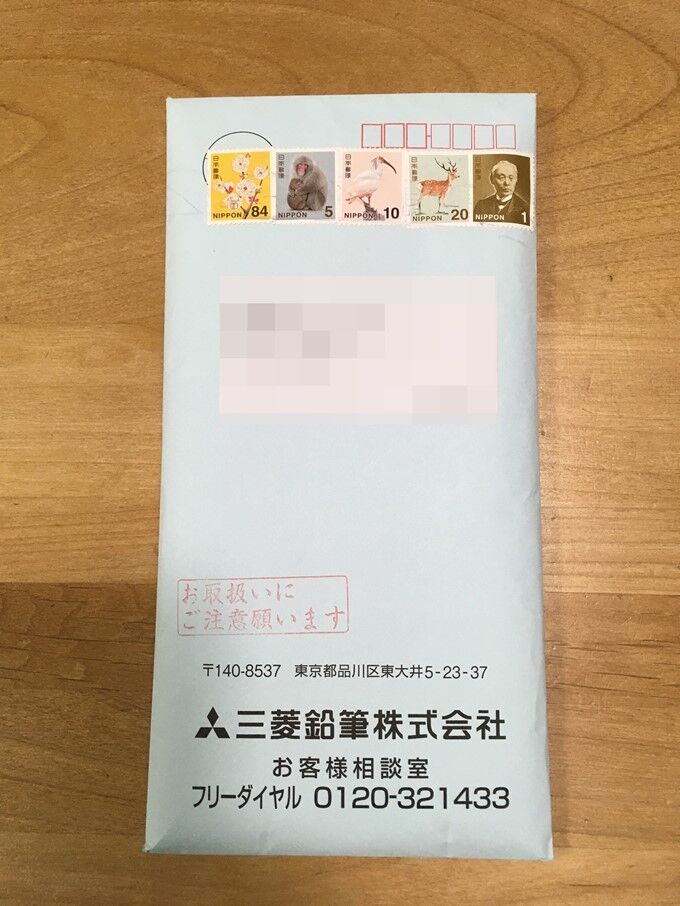 日本郵便 NIPPON 84
日本郵便 NIPPON 5
日本郵便 NIPPON 10
日本郵便 NIPPON 20
日本郵便 NIPPON 1
お取扱いに
ご注意願います
〒140-8537 東京都品川区東大井5-23-37
三菱鉛筆株式会社
お客様相談室
フリーダイヤル 0120-321433